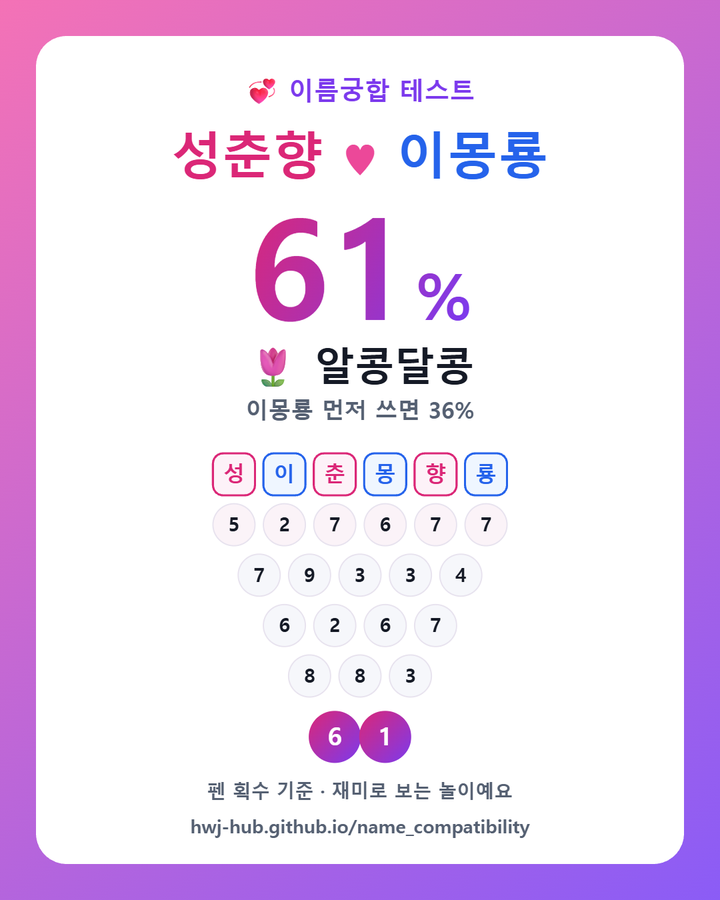 이름궁합 테스트
성춘향 ♥ 이몽룡
61%
알콩달콩
이몽룡 먼저 쓰면 36%
성 이 춘 몽 향 룡
5 2 7 6 7 7
7 9 3 3 4
6 2 6 7
8 8 3
6 1
펜 획수 기준 · 재미로 보는 놀이예요
hwj-hub.github.io/name_compatibility